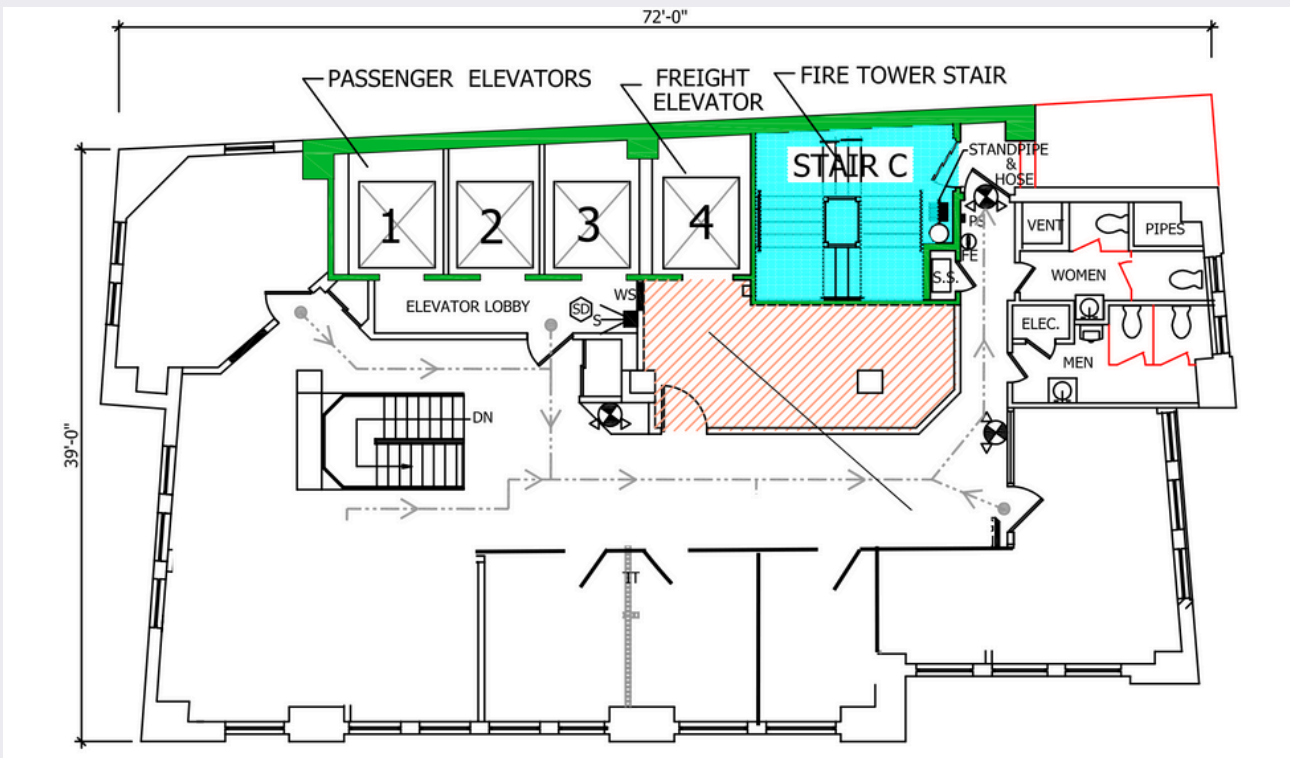 72'-0"
PASSENGER ELEVATORS
FREIGHT
ELEVATOR
FIRE TOWER STAIR
STAIR C
STANDPIPE
&
HOSE
1
2
3
4
PS
FE
VENT
PIPES
WOMEN
S.S.
ELEVATOR LOBBY
SD
S
WS
ELEC.
MEN
DN
39'-0"
IT